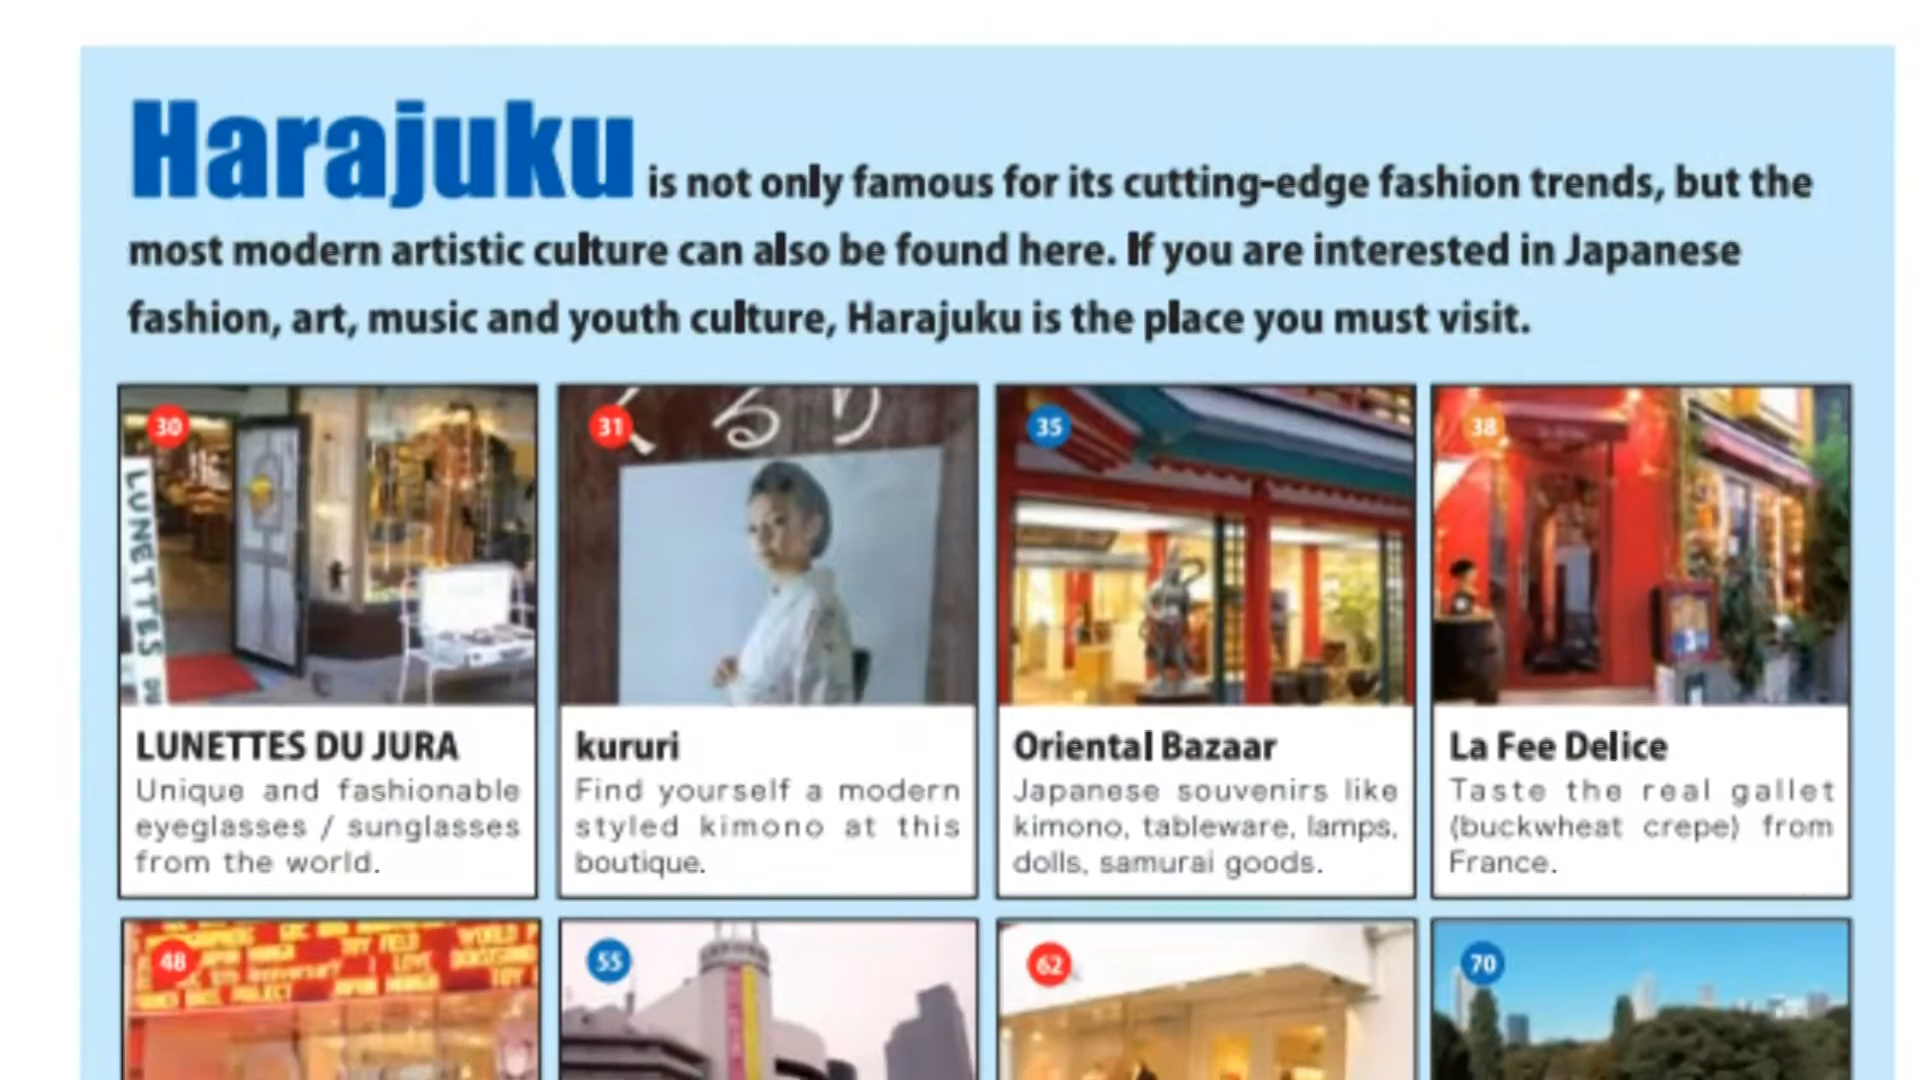 Harajuku is not only famous for its cutting-edge fashion trends, but the
most modern artistic culture can also be found here. If you are interested in Japanese
fashion, art, music and youth culture, Harajuku is the place you must visit.
30
LUNETTES DU
31
くるり
35
38
LUNETTES DU JURA
Unique and fashionable
eyeglasses / sunglasses
from the world.
kururi
Find yourself a modern
styled kimono at this
boutique.
Oriental Bazaar
Japanese souvenirs like
kimono, tableware, lamps,
dolls, samurai goods.
La Fee Delice
Taste the real gallet
(buckwheat crepe) from
France.
48
55
62
70